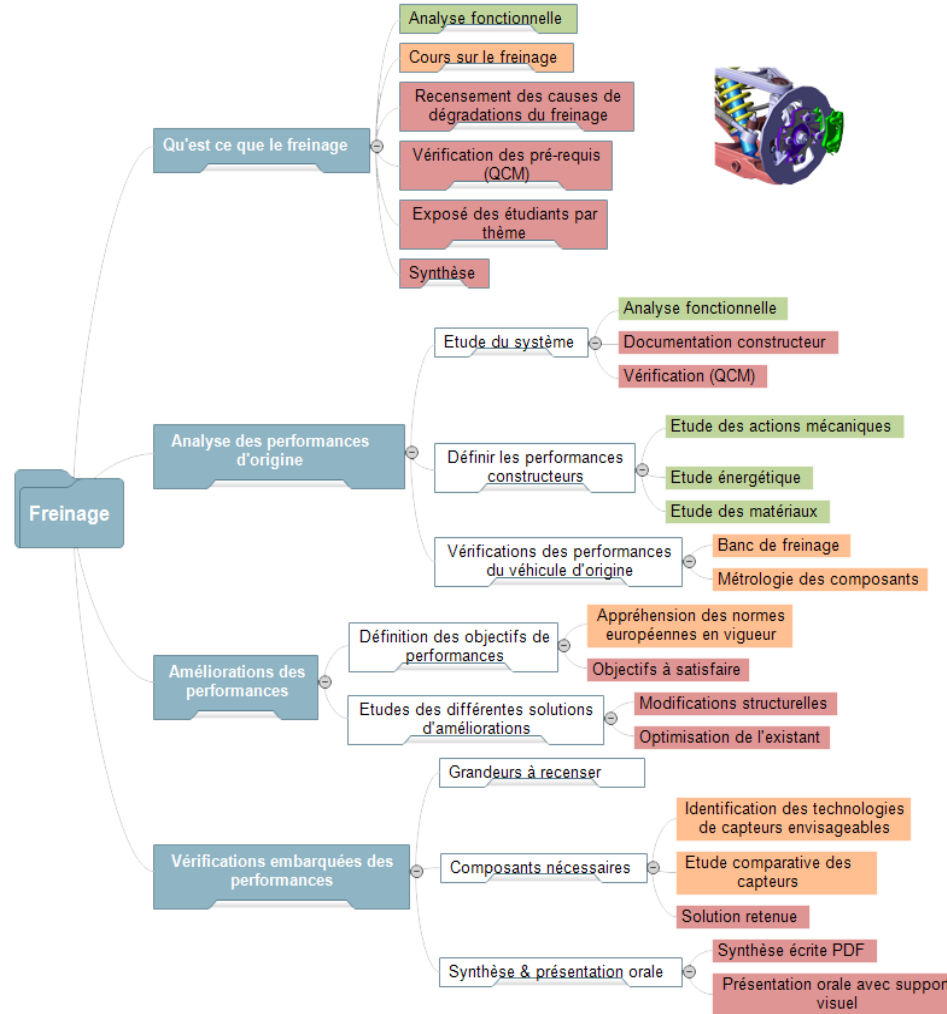 Analyse fonctionnelle
Cours sur le freinage
Recensement des causes de
dégradations du freinage
Qu'est ce que le freinage
Vérification des pré-requis
(QCM)
Exposé des étudiants par
thème
Synthèse
Etude du système
Analyse fonctionnelle
Documentation constructeur
Vérification (QCM)
Analyse des performances
d'origine
Définir les performances
constructeurs
Etude des actions mécaniques
Etude énergétique
Etude des matériaux
Freinage
Vérifications des performances
du véhicule d'origine
Banc de freinage
Métrologie des composants
Améliorations des
performances
Définition des objectifs de
performances
Appréhension des normes
européennes en vigueur
Objectifs à satisfaire
Etudes des différentes solutions
d'améliorations
Modifications structurelles
Optimisation de l'existant
Vérifications embarquées des
performances
Grandeurs à recenser
Composants nécessaires
Identification des technologies
de capteurs envisageables
Etude comparative des
capteurs
Solution retenue
Synthèse & présentation orale
Synthèse écrite PDF
Présentation orale avec support
visuel